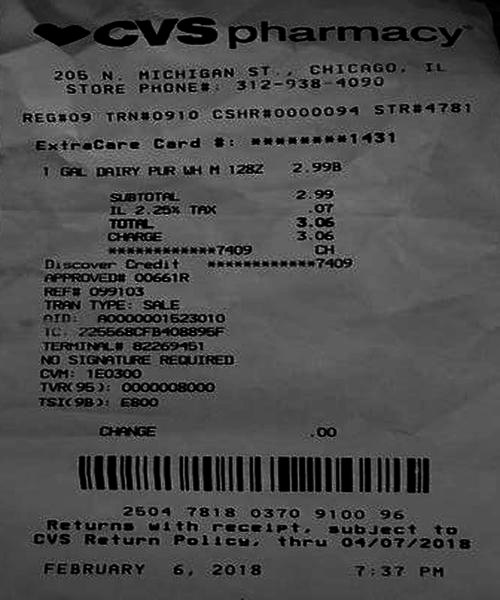 CVS pharmacy
205 N. MICHIGAN ST., CHICAGO, IL
STORE PHONE#: 312-938-4090
REG#09 TRN#0910 CSHR#0000094 STR#4781
ExtraCare Card #: ********1431
1 GAL DAIRY PUR WH M 128Z 2.99B
SUBTOTAL 2.99
IL 2.25% TAX .07
TOTAL 3.06
CHARGE 3.06
************7409 CH
Discover Credit ************7409
APPROVED# 00661R
REF# 099103
TRAN TYPE: SALE
AID: A0000001523010
TC: 225568CFB408895F
TERMINAL# 82269451
NO SIGNATURE REQUIRED
CVM: 1E0300
TVR(95): 0000008000
TSI(9B): E800
CHANGE .00
2504 7818 0370 9100 96
Returns with receipt, subject to
CVS Return Policy, thru 04/07/2018
FEBRUARY 6, 2018 7:37 PM